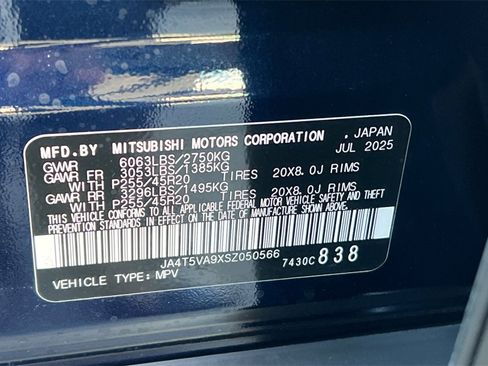 MFD.BY MITSUBISHI MOTORS CORPORATION . JAPAN
GVWR 6063LBS/2750KG JUL 2025
GAWR FR 3053LBS/1385KG
WITH P255/45R20 TIRES 20X8.0J RIMS
GAWR RR 3296LBS/1495KG
WITH P255/45R20 TIRES 20X8.0J RIMS
THIS VEHICLE CONFORMS TO ALL APPLICABLE FEDERAL MOTOR VEHICLE SAFETY AND THEFT
PREVENTION STANDARDS IN EFFECT ON THE DATE OF MANUFACTURE SHOWN ABOVE.
JA4T5VA9XSZ050566
VEHICLE TYPE: MPV 7430C838